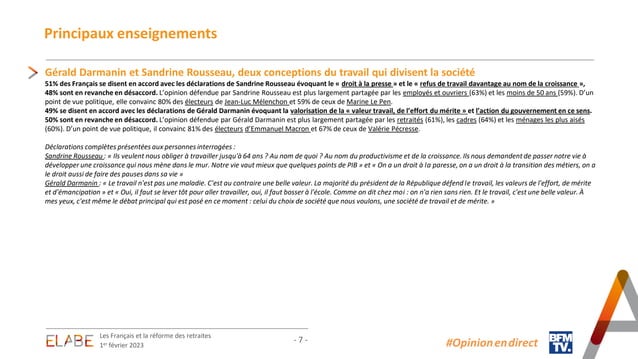 Principaux enseignements
Gérald Darmanin et Sandrine Rousseau, deux conceptions du travail qui divisent la société
51% des Français se disent en accord avec les déclarations de Sandrine Rousseau évoquant le « droit à la presse » et le « refus de travail davantage au nom de la croissance »,
48% sont en revanche en désaccord. L'opinion défendue par Sandrine Rousseau est plus largement partagée par les employés et ouvriers (63%) et les moins de 50 ans (59%). D'un
point de vue politique, elle convainc 80% des électeurs de Jean-Luc Mélenchon et 59% de ceux de Marine Le Pen.
49% se disent en accord avec les déclarations de Gérald Darmanin évoquant la valorisation de la « valeur travail, de l'effort du mérite » et l'action du gouvernement en ce sens.
50% sont en revanche en désaccord. L'opinion défendue par Gérald Darmanin est plus largement partagée par les retraités (61%), les cadres (64%) et les ménages les plus aisés
(60%). D'un point de vue politique, il convainc 81% des électeurs d'Emmanuel Macron et 67% de ceux de Valérie Pécresse.
Déclarations complètes présentées aux personnes interrogées :
Sandrine Rousseau : « Ils veulent nous obliger à travailler jusqu'à 64 ans ? Au nom de quoi ? Au nom du productivisme et de la croissance. Ils nous demandent de passer notre vie à
développer une croissance qui nous mène dans le mur. Notre vie vaut mieux que quelques points de PIB » et « On a un droit à la paresse, on a un droit à la transition des métiers, on a
le droit aussi de faire des pauses dans sa vie »
Gérald Darmanin : « Le travail n'est pas une maladie. C'est au contraire une belle valeur. La majorité du président de la République défend le travail, les valeurs de l'effort, de mérite
et d'émancipation » et « Oui, il faut se lever tôt pour aller travailler, oui, il faut bosser à l'école. Comme on dit chez moi : on n'a rien sans rien. Et le travail, c'est une belle valeur. À
mes yeux, c'est même le débat principal qui est posé en ce moment : celui du choix de société que nous voulons, une société de travail et de mérite. »
ELABE
Les Français et la réforme des retraites
1er février 2023
- 7 -
#Opinion en direct
BFM
TV.